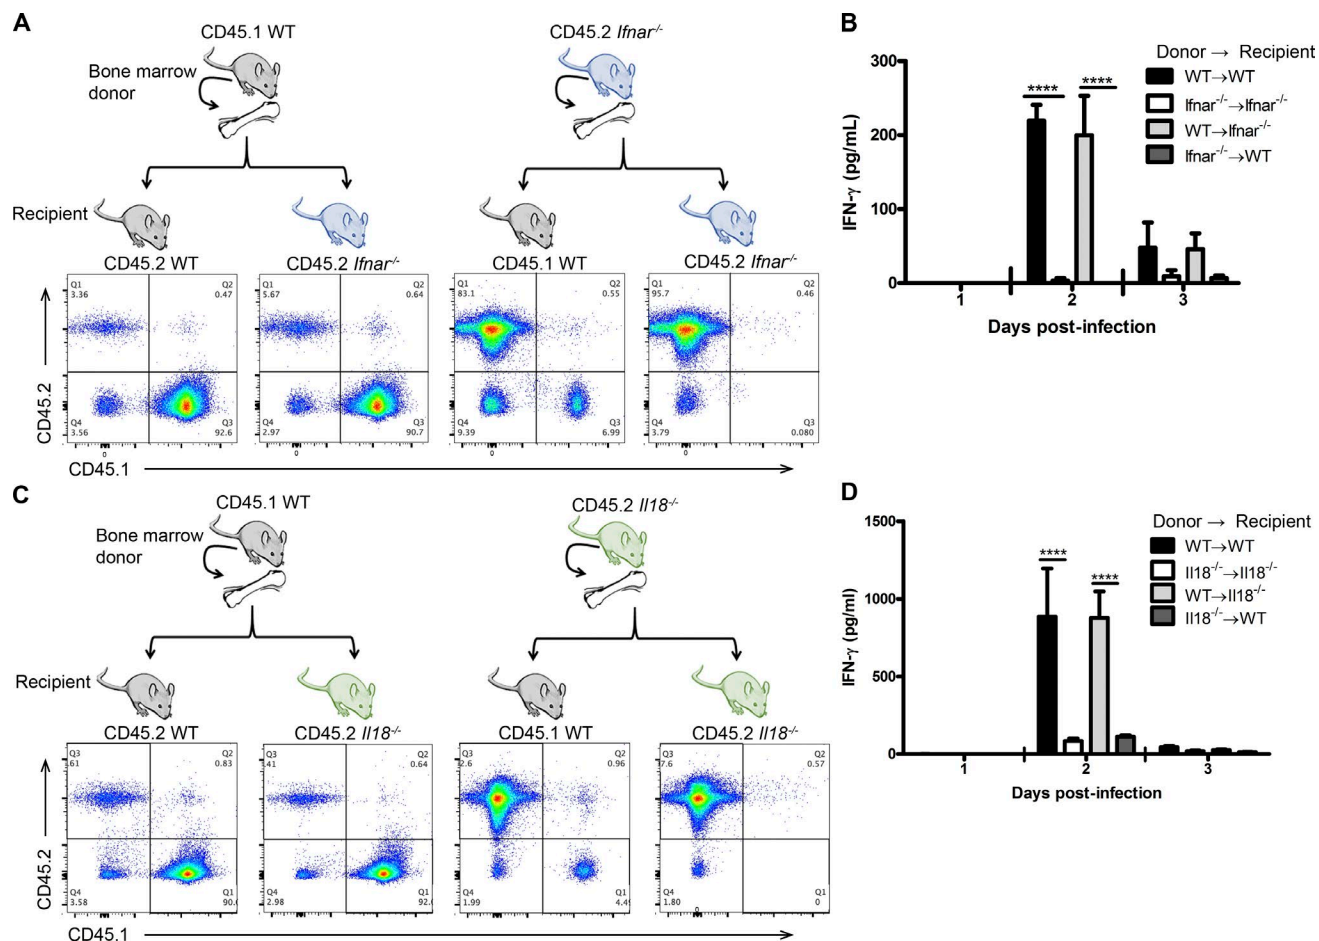 A
CD45.1 WT
CD45.2 Ifnar-/-
Bone marrow
donor
Recipient
CD45.2 WT
CD45.2 Ifnar-/-
CD45.1 WT
CD45.2 Ifnar-/-
Q1
3.36
Q2
0.47
Q4
3.56
Q3
92.6
0
Q1
5.67
Q2
0.64
Q4
2.97
Q3
90.7
0
Q1
83.1
Q2
0.55
Q4
9.39
Q3
6.99
0
Q1
95.7
Q2
0.46
Q4
3.79
Q3
0.080
0
CD45.2
CD45.1
B
Donor → Recipient
WT→WT
Ifnar-/-→Ifnar-/-
WT→Ifnar-/-
Ifnar-/-→WT
300
200
100
0
IFN-γ (pg/mL)
**** ****
1 2 3
Days post-infection
C
CD45.1 WT
CD45.2 Il18-/-
Bone marrow
donor
Recipient
CD45.2 WT
CD45.2 Il18-/-
CD45.1 WT
CD45.2 Il18-/-
Q3
61
Q2
0.83
Q4
3.58
Q1
90.
Q3
.41
Q2
0.64
Q4
2.98
Q1
92.
Q3
2.6
Q2
0.96
Q4
1.99
Q1
4.4
Q3
7.6
Q2
0.57
Q4
1.80
Q1
0
0
CD45.2
CD45.1
D
Donor → Recipient
WT→WT
Il18-/-→Il18-/-
WT→Il18-/-
Il18-/-→WT
1500
1000
500
0
IFN-γ (pg/ml)
**** ****
1 2 3
Days post-infection